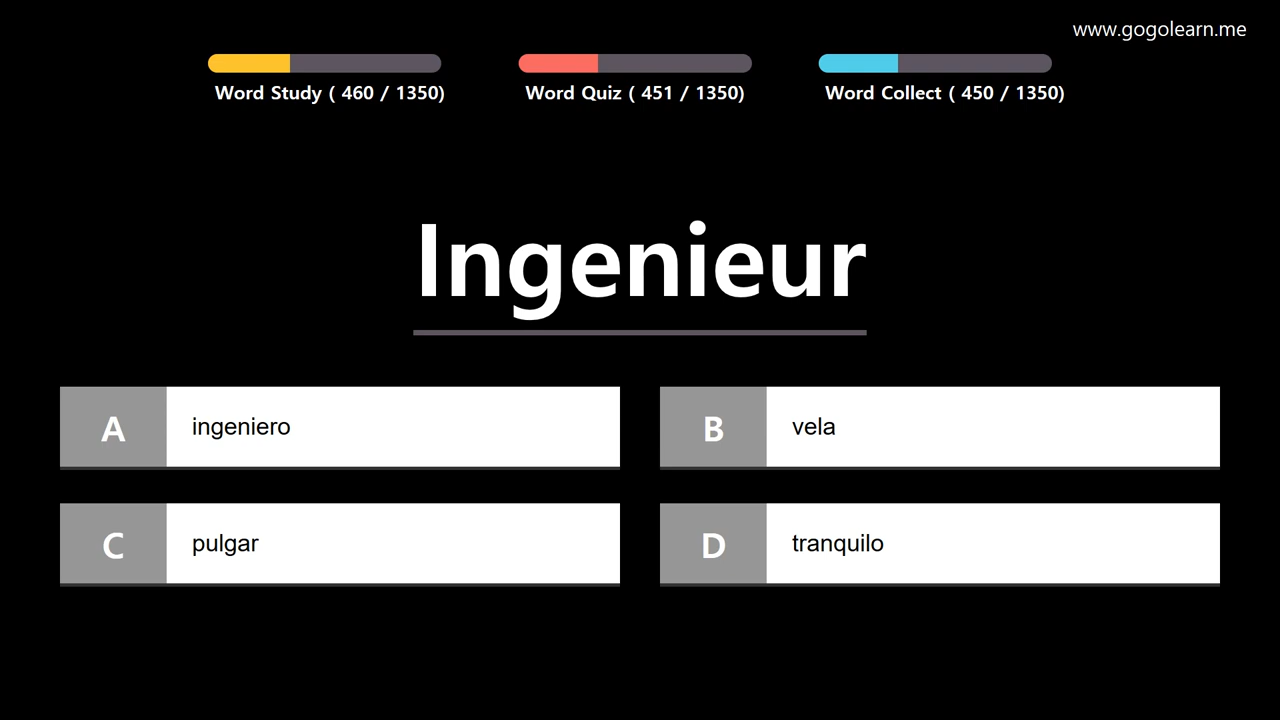 www.gogolearn.me
Word Study ( 460 / 1350)
Word Quiz ( 451 / 1350)
Word Collect ( 450 / 1350)
Ingenieur
A ingeniero
B vela
C pulgar
D tranquilo